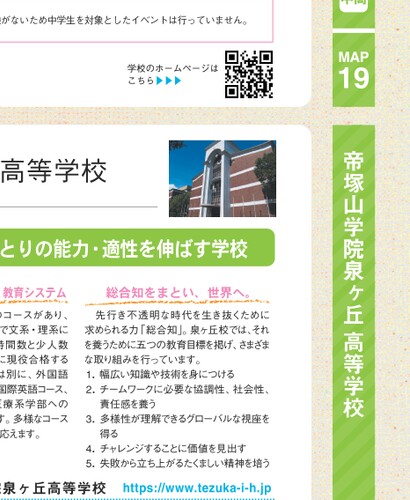 がないため中学生を対象としたイベントは行っていません。
学校のホームページは
こちら▶▶▶
MAP
19
高等学校
とりの能力・適性を伸ばす学校
教育システム
のコースがあり、
で文系・理系に
時間数と少人数
に現役合格する
は別に、外国語
国際英語コース、
医療系学部への
す。多様なコース
応えます。
総合知をまとい、世界へ。
先行き不透明な時代を生き抜くために
求められる力「総合知」。泉ヶ丘校では、それ
を養うために五つの教育目標を掲げ、さまざま
な取り組みを行っています。
1. 幅広い知識や技術を身につける
2. チームワークに必要な協調性、社会性、
責任感を養う
3. 多様性が理解できるグローバルな視座を
得る
4. チャレンジすることに価値を見出す
5. 失敗から立ち上がるたくましい精神を培う
泉ヶ丘高等学校
https://www.tezuka-i-h.jp
帝塚山学院泉ヶ丘高等学校